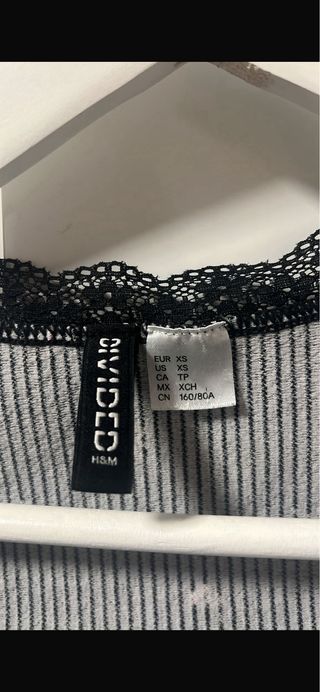 DIVIDED
H&M
EUR XS
US XS
CA TP
MX XCH
CN 160/80A